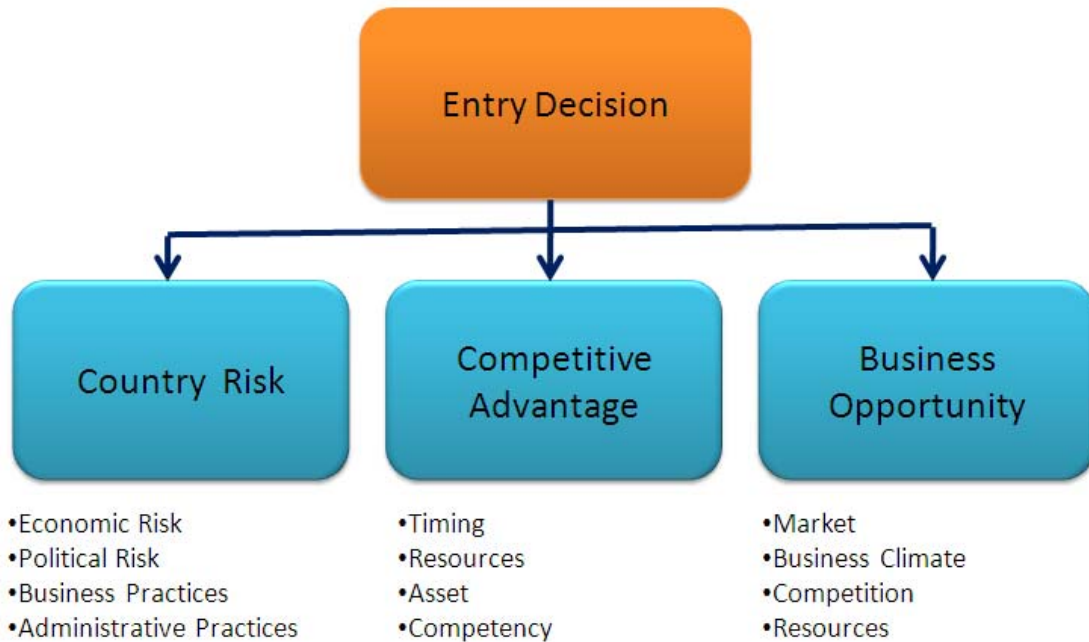 Entry Decision
Country Risk
Competitive
Advantage
Business
Opportunity
•Economic Risk
•Political Risk
•Business Practices
•Administrative Practices
•Timing
•Resources
•Asset
•Competency
•Market
•Business Climate
•Competition
•Resources